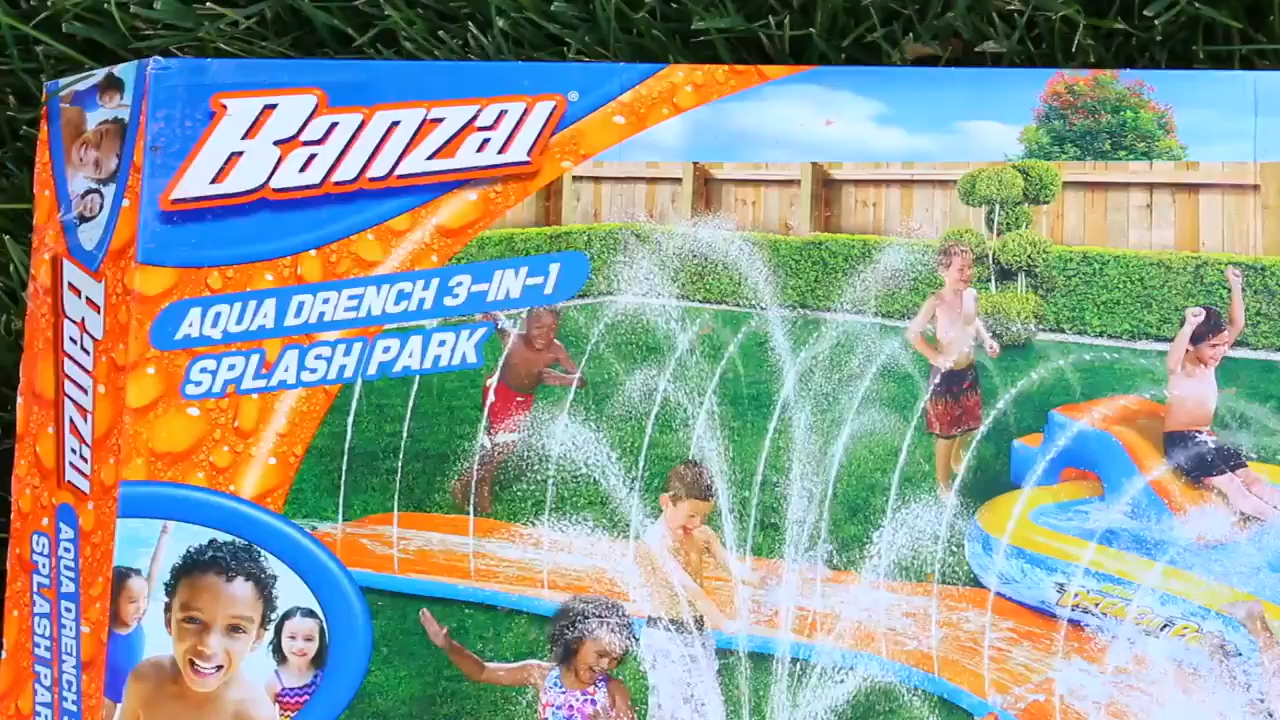 BANZAI®
AQUA DRENCH 3-IN-1
SPLASH PARK
BANZAI
AQUA DRENCH
SPLASH PAR